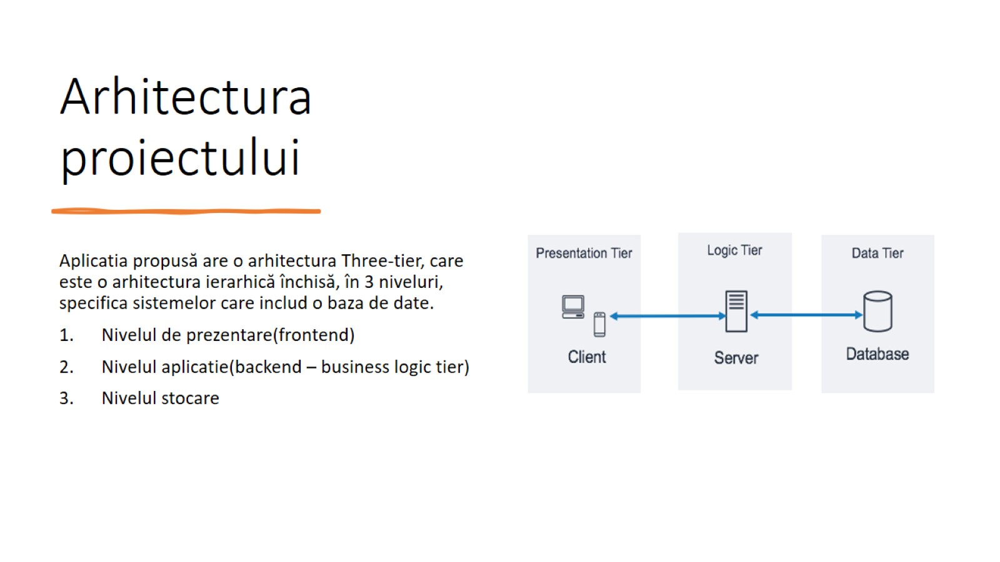 Arhitectura
proiectului
Aplicatia propusă are o arhitectura Three-tier, care
este o arhitectura ierarhică închisă, în 3 niveluri,
specifica sistemelor care includ o baza de date.
1. Nivelul de prezentare(frontend)
2. Nivelul aplicatie(backend – business logic tier)
3. Nivelul stocare
Presentation Tier
Client
Logic Tier
Server
Data Tier
Database